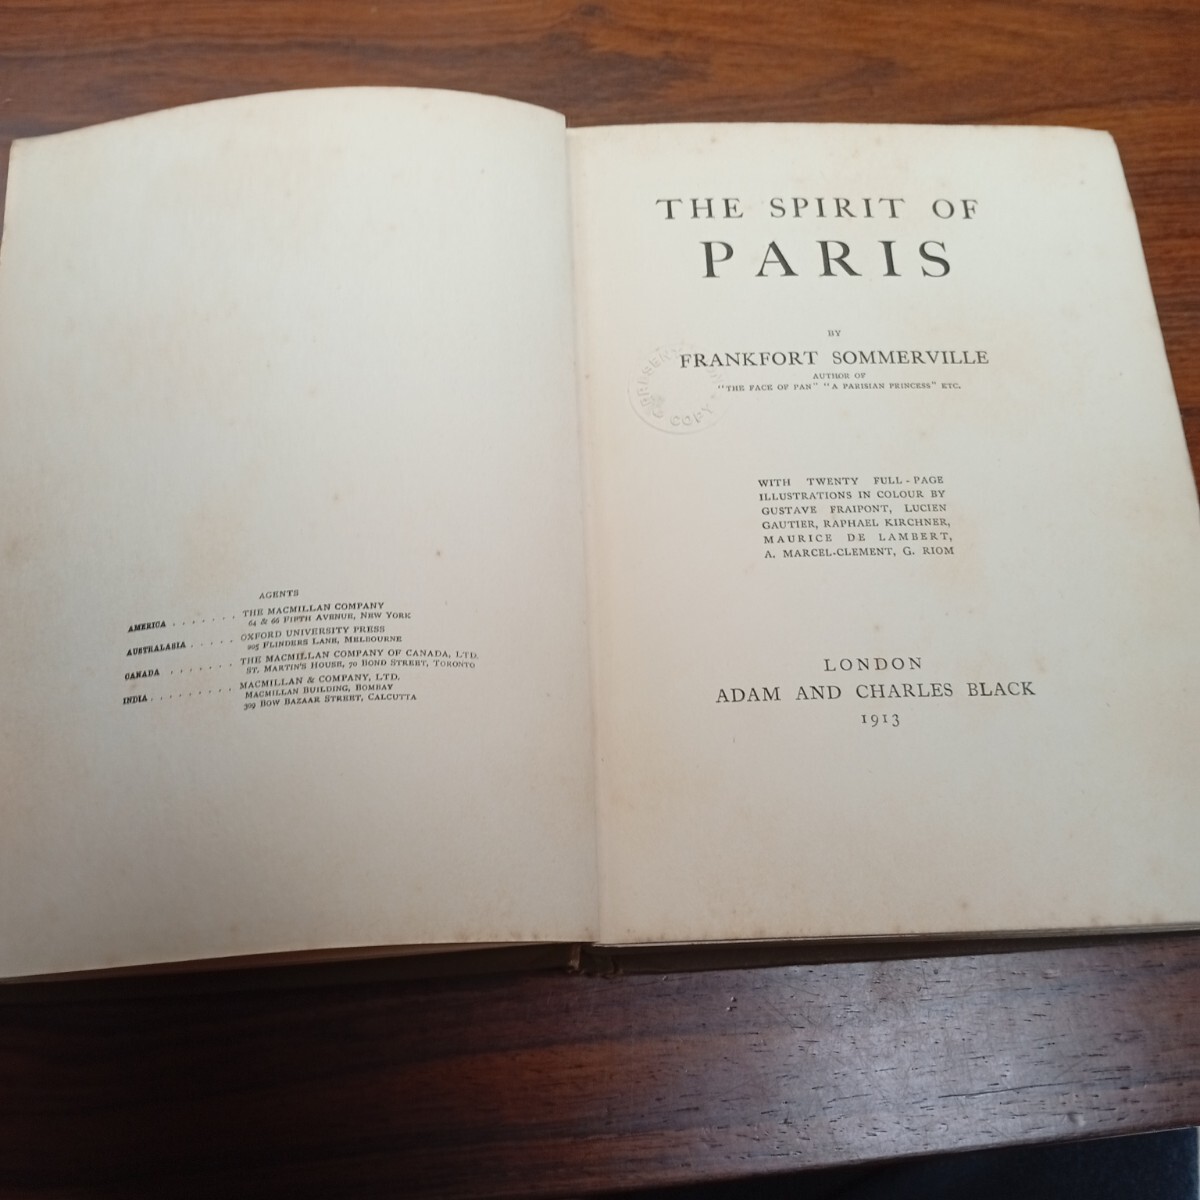 AGENTS
AMERICA . . . . . . . THE MACMILLAN COMPANY
64 & 66 FIFTH AVENUE, NEW YORK
AUSTRALASIA . . . . . OXFORD UNIVERSITY PRESS
205 FLINDERS LANE, MELBOURNE
CANADA . . . . . . . THE MACMILLAN COMPANY OF CANADA, LTD.
ST. MARTIN'S HOUSE, 70 BOND STREET, TORONTO
INDIA . . . . . . . . . MACMILLAN & COMPANY, LTD.
MACMILLAN BUILDING, BOMBAY
309 BOW BAZAAR STREET, CALCUTTA
THE SPIRIT OF
PARIS
BY
FRANKFORT SOMMERVILLE
AUTHOR OF
"THE FACE OF PAN" "A PARISIAN PRINCESS" ETC.
COPY
WITH TWENTY FULL-PAGE
ILLUSTRATIONS IN COLOUR BY
GUSTAVE FRAIPONT, LUCIEN
GAUTIER, RAPHAEL KIRCHNER,
MAURICE DE LAMBERT,
A. MARCEL-CLEMENT, G. RIOM
LONDON
ADAM AND CHARLES BLACK
1913